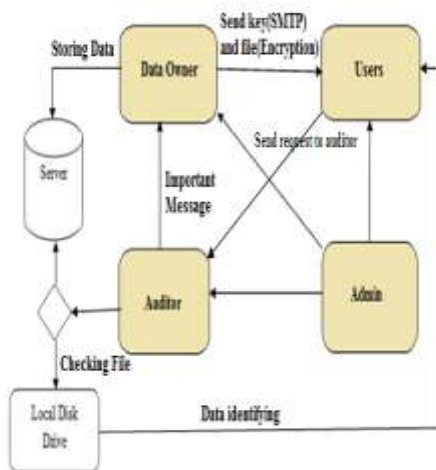 Send key(SMTP)
and file(Encryption)
Storing Data
Data Owner
Users
Server
Send request to auditor
Important
Message
Auditor
Admin
Checking File
Local Disk
Drive
Data identifying